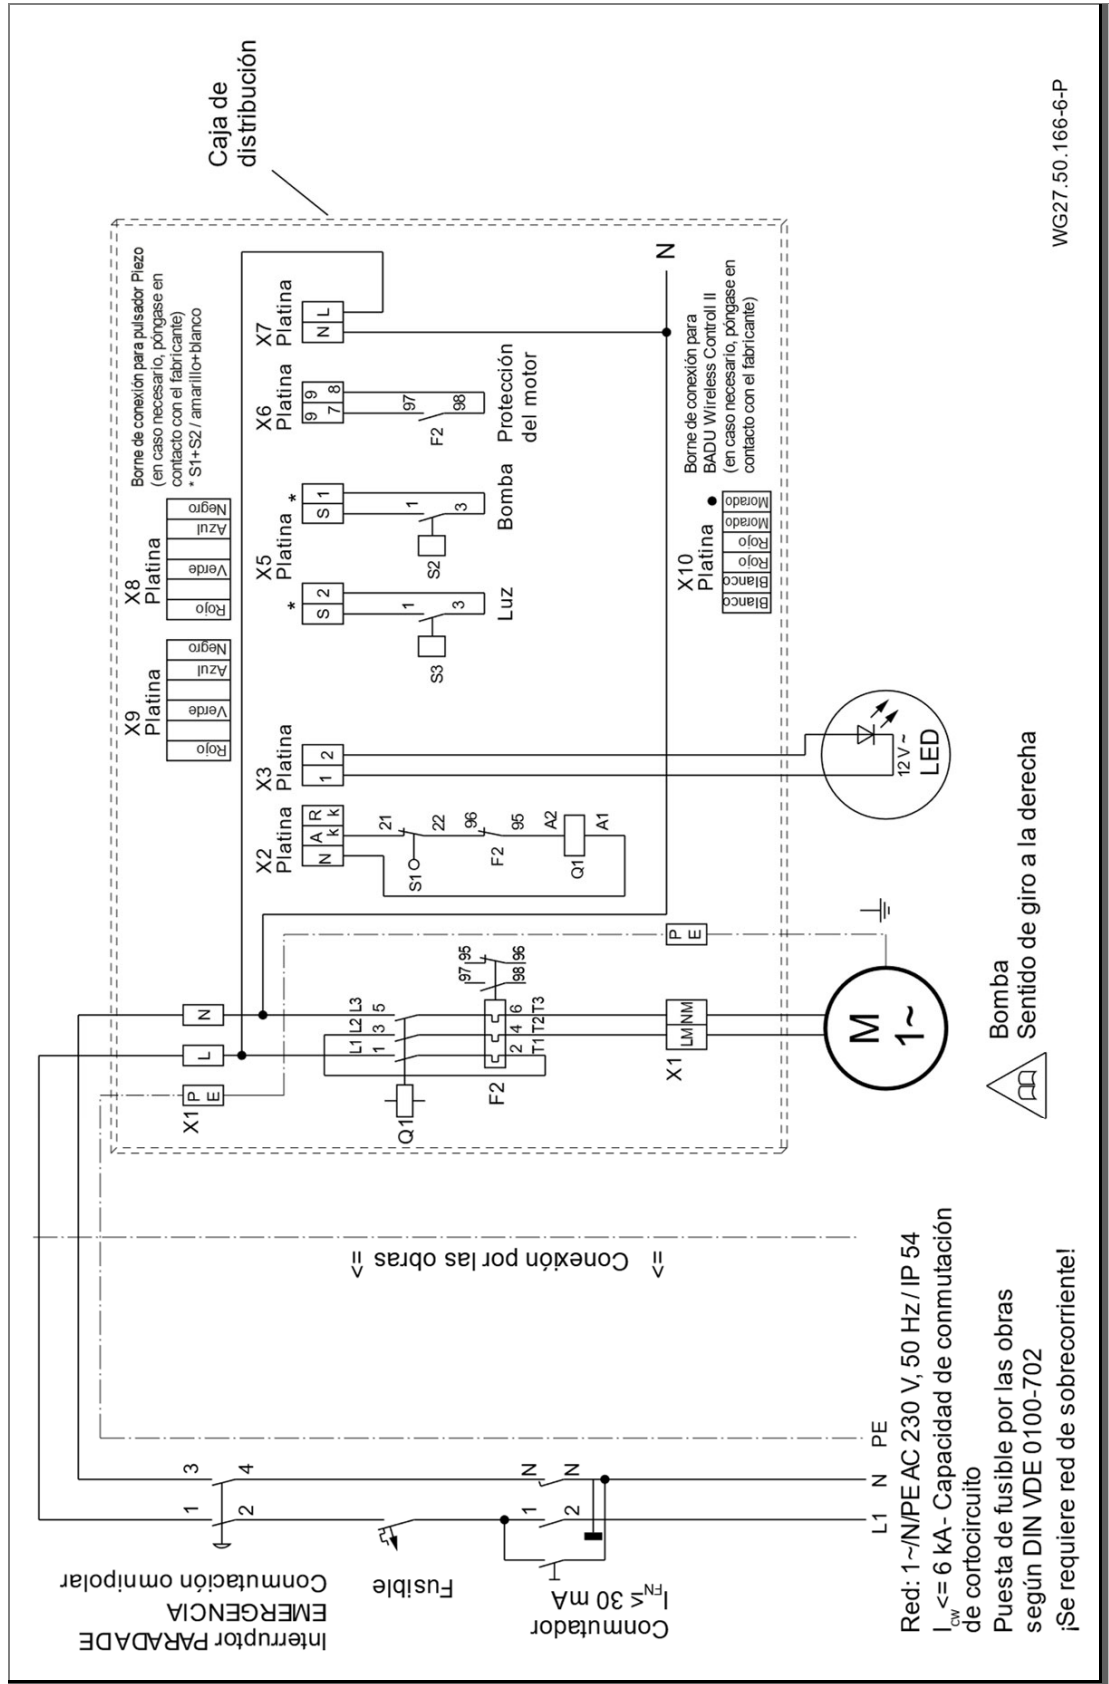 Caja de
distribución
Borne de conexión para pulsador Piezo
(en caso necesario, póngase en
contacto con el fabricante)
* S1+S2 / amarillo+blanco
X9
Platina
Rojo
Verde
Azul
Negro
X8
Platina
Rojo
Verde
Azul
Negro
X1
P E
L
N
X2
Platina
N
A k
R k
X3
Platina
1 2
X5
Platina
*
S 2
*
S 1
X6
Platina
9 7
9 8
X7
Platina
N L
L1 L2 L3
1 3 5
Q1
F2
2 4 6
T1 T2 T3
97 95
98 96
S1
21
22
96
95
F2
A2
A1
Q1
S3
1
3
Luz
S2
1
3
Bomba
97
98
F2
Protección
del motor
N
X1
LM NM
P E
X10
Platina
Blanco
Blanco
Rojo
Rojo
Morado
Morado
Borne de conexión para
BADU Wireless Controll II
(en caso necesario, póngase en
contacto con el fabricante)
M
1~
12 V ~
LED
Bomba
Sentido de giro a la derecha
=> Conexión por las obras =>
Interruptor PARADA DE
EMERGENCIA
Conmutación omnipolar
1 3
2 4
Fusible
Conmutador
IFN ≤ 30 mA
1 N
2 N
L1 N PE
Red: 1~/N/PE AC 230 V, 50 Hz / IP 54
Icw <= 6 kA - Capacidad de conmutación
de cortocircuito
Puesta de fusible por las obras
según DIN VDE 0100-702
¡Se requiere red de sobrecorriente!
WG27.50.166-6-P